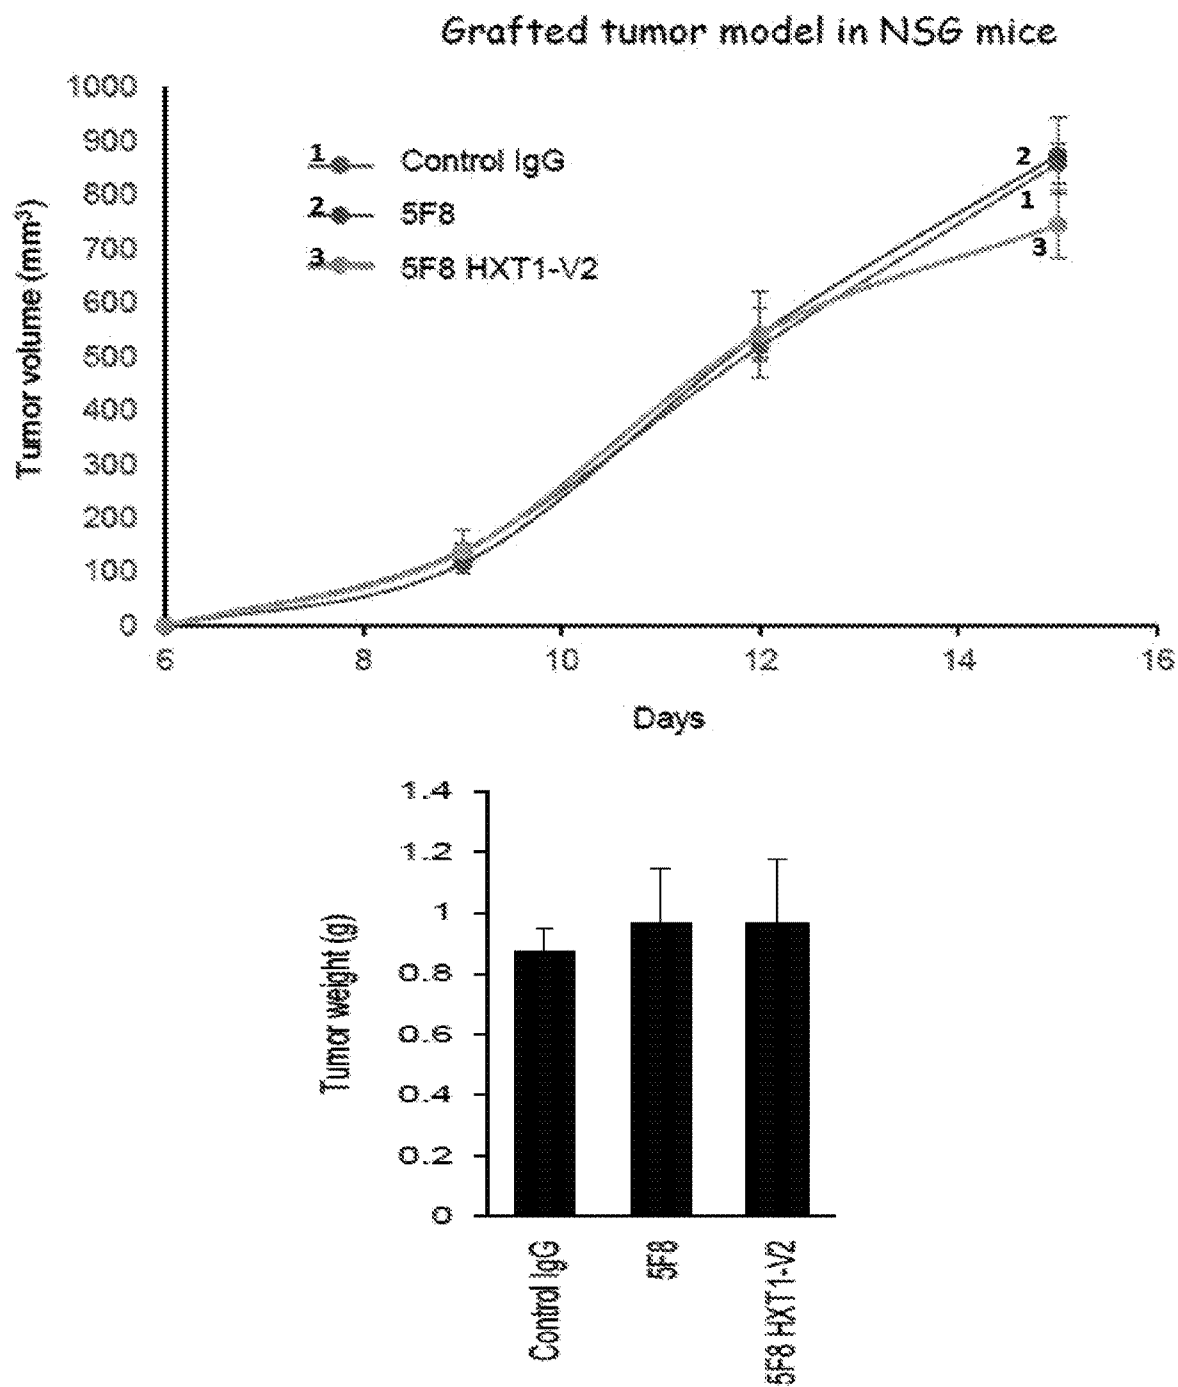 Grafted tumor model in NSG mice
1000
900
800
700
600
500
400
300
200
100
0
Tumor volume (mm³)
1 Control IgG
2 5F8
3 5F8 HXT1-V2
2
1
3
6 8 10 12 14 16
Days
1.4
1.2
1
0.8
0.6
0.4
0.2
0
Tumor weight (g)
Control IgG
5F8
5F8 HXT1-V2